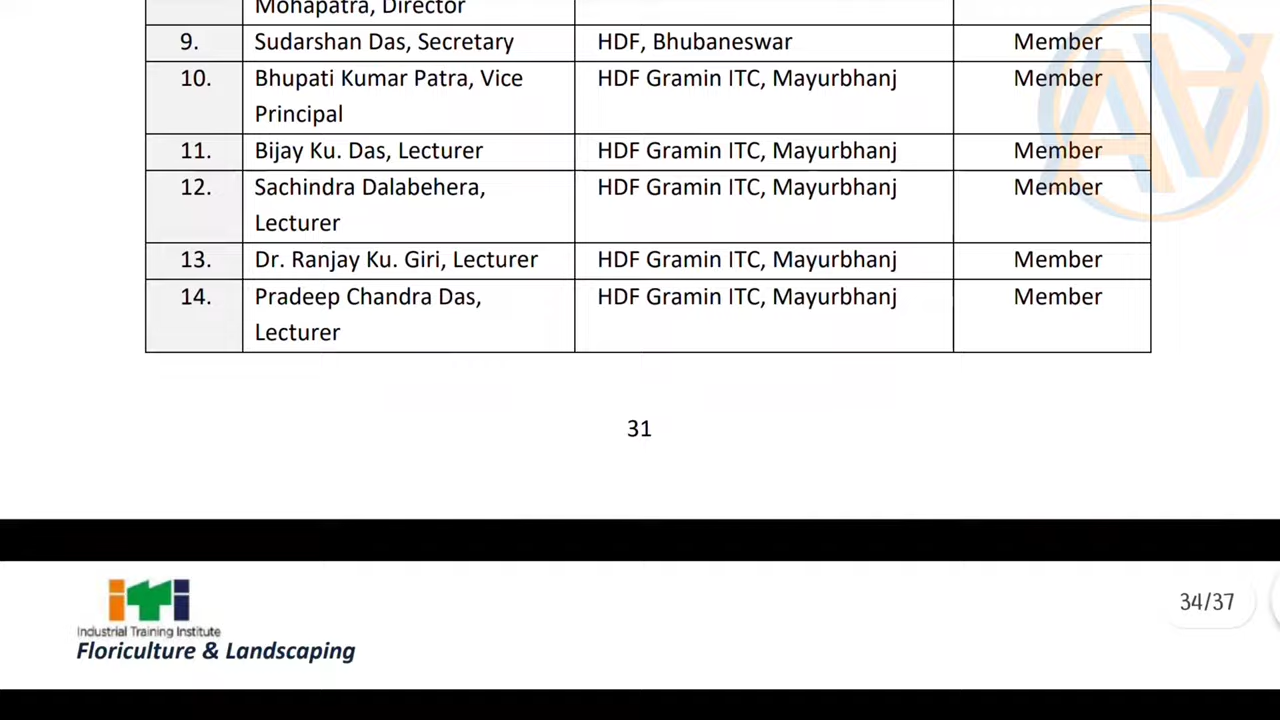 Mohapatra, Director
9. Sudarshan Das, Secretary HDF, Bhubaneswar Member
10. Bhupati Kumar Patra, Vice HDF Gramin ITC, Mayurbhanj Member
Principal
11. Bijay Ku. Das, Lecturer HDF Gramin ITC, Mayurbhanj Member
12. Sachindra Dalabehera, HDF Gramin ITC, Mayurbhanj Member
Lecturer
13. Dr. Ranjay Ku. Giri, Lecturer HDF Gramin ITC, Mayurbhanj Member
14. Pradeep Chandra Das, HDF Gramin ITC, Mayurbhanj Member
Lecturer
31
iTi
34/37
Industrial Training Institute
Floriculture & Landscaping